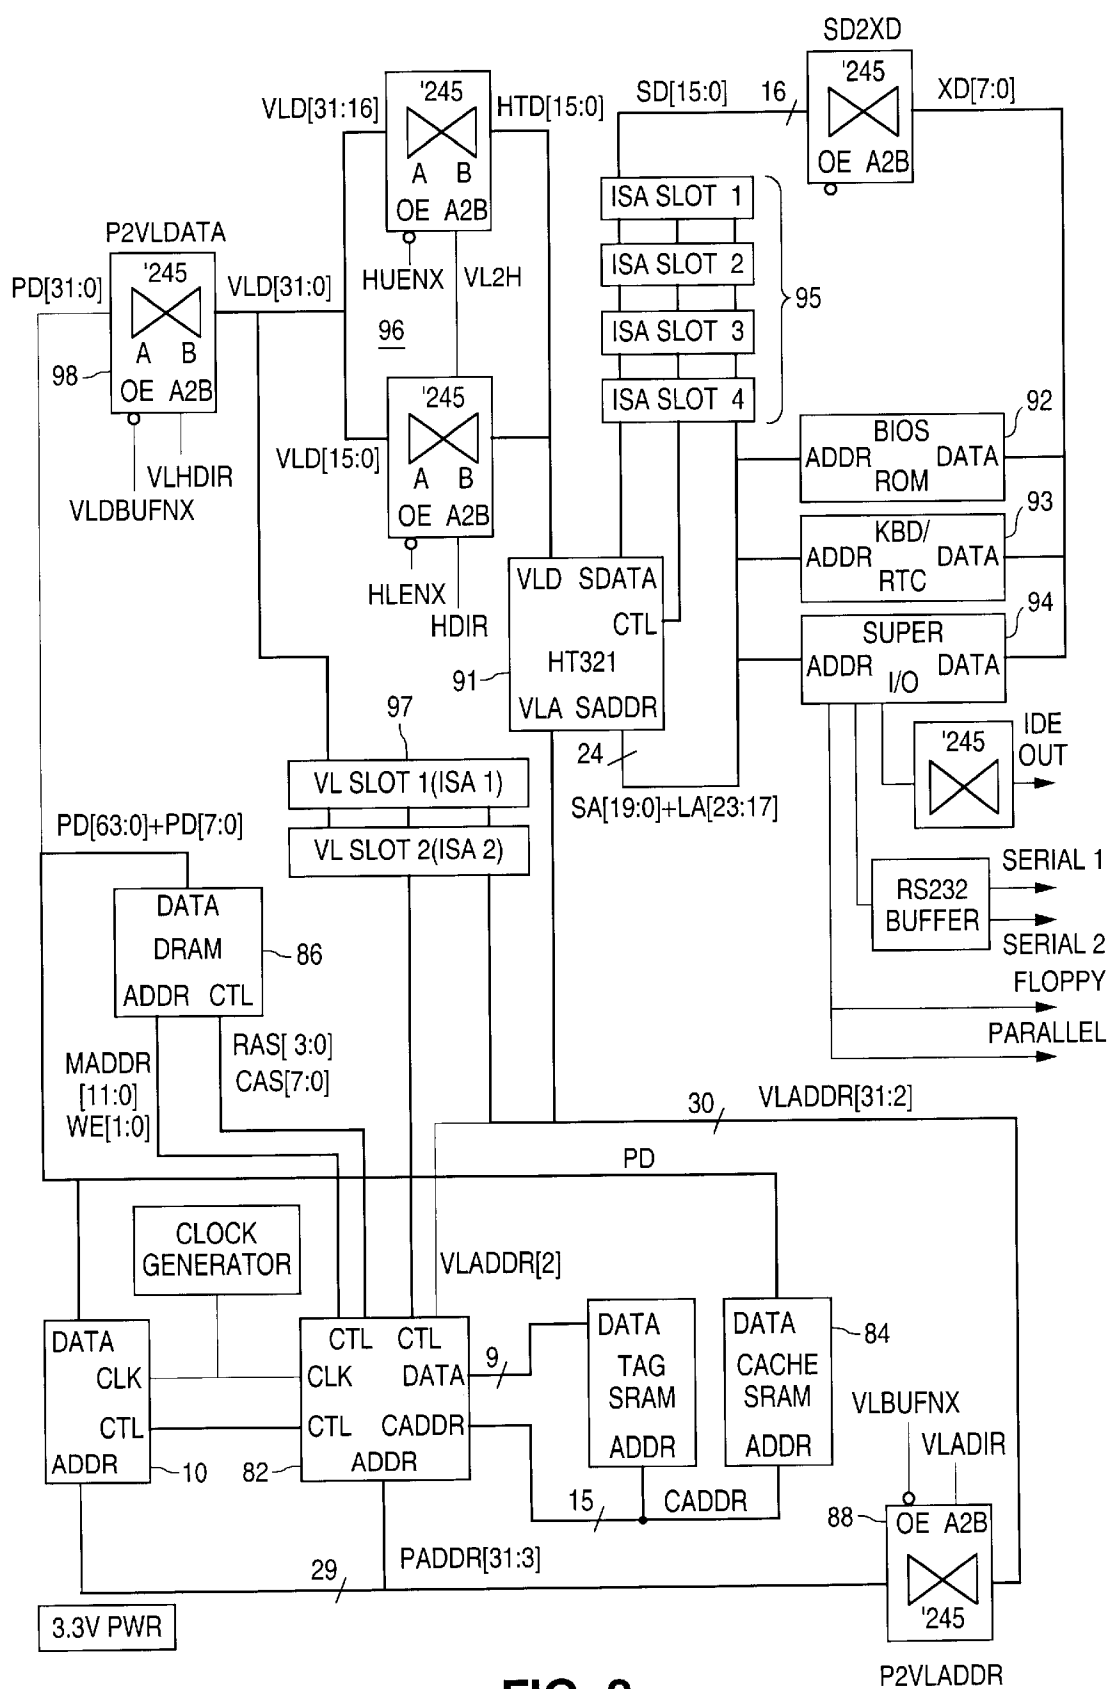 SD2XD
'245
OE A2B
SD[15:0]
16
XD[7:0]
VLD[31:16]
'245
A B
OE A2B
HTD[15:0]
HUENX
VL2H
ISA SLOT 1
ISA SLOT 2
ISA SLOT 3
ISA SLOT 4
95
P2VLDATA
PD[31:0]
'245
A B
OE A2B
98
VLD[31:0]
VLHDIR
VLDBUFNX
96
VLD[15:0]
'245
A B
OE A2B
HLENX
HDIR
BIOS
ADDR DATA
ROM
92
KBD/
ADDR DATA
RTC
93
SUPER
ADDR DATA
I/O
94
VLD SDATA
CTL
HT321
VLA SADDR
91
24
SA[19:0]+LA[23:17]
'245
IDE
OUT
RS232
BUFFER
SERIAL 1
SERIAL 2
FLOPPY
PARALLEL
97
VL SLOT 1(ISA 1)
VL SLOT 2(ISA 2)
PD[63:0]+PD[7:0]
DATA
DRAM
ADDR CTL
86
MADDR
[11:0]
WE[1:0]
RAS[ 3:0]
CAS[7:0]
30
VLADDR[31:2]
PD
CLOCK
GENERATOR
VLADDR[2]
DATA
CLK
CTL
ADDR
10
CTL CTL
CLK DATA
CTL CADDR
ADDR
82
9
DATA
TAG
SRAM
ADDR
DATA
CACHE
SRAM
ADDR
84
15
CADDR
VLBUFNX
VLADIR
88
OE A2B
'245
P2VLADDR
29
PADDR[31:3]
3.3V PWR